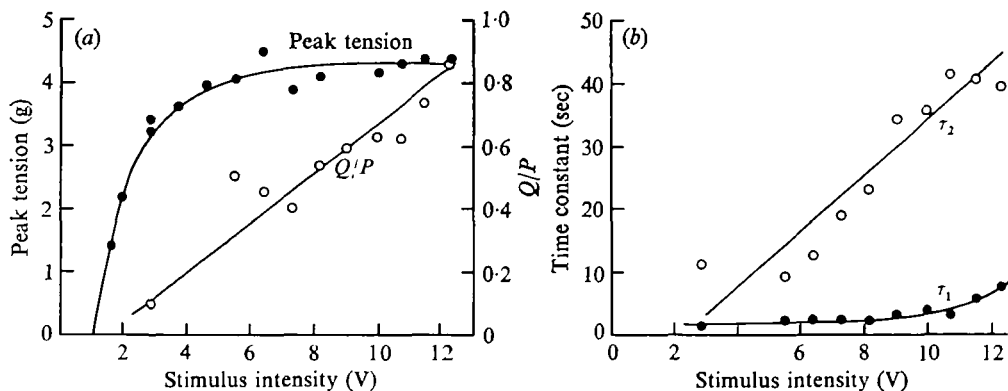 (a)
Peak tension
Q/P
Peak tension (g)
5
4
3
2
1
0
1·0
0·8
0·6
0·4
0.2
0
Q/P
2
4
6
8
10
12
Stimulus intensity (V)
(b)
τ2
τ1
Time constant (sec)
50
40
30
20
10
0
0
2
4
6
8
10
12
Stimulus intensity (V)